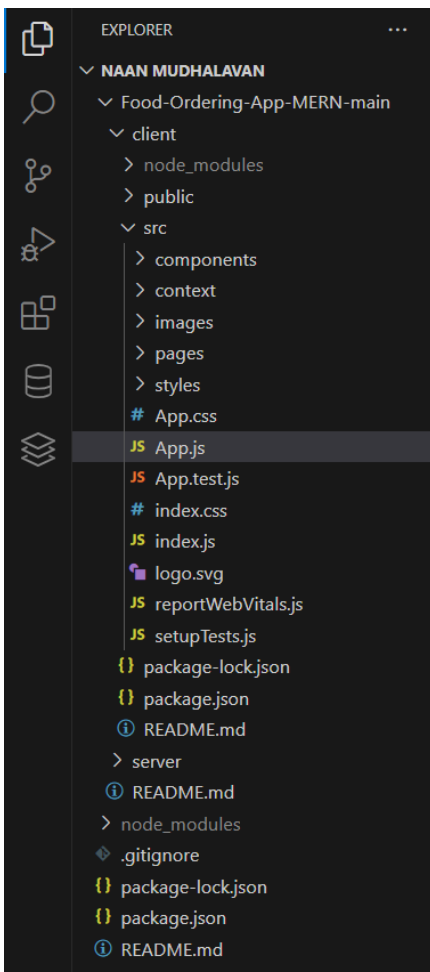 EXPLORER ...
NAAN MUDHALAVAN
Food-Ordering-App-MERN-main
client
node_modules
public
src
components
context
images
pages
styles
# App.css
JS App.js
JS App.test.js
# index.css
JS index.js
logo.svg
JS reportWebVitals.js
JS setupTests.js
{} package-lock.json
{} package.json
README.md
server
README.md
node_modules
.gitignore
{} package-lock.json
{} package.json
README.md